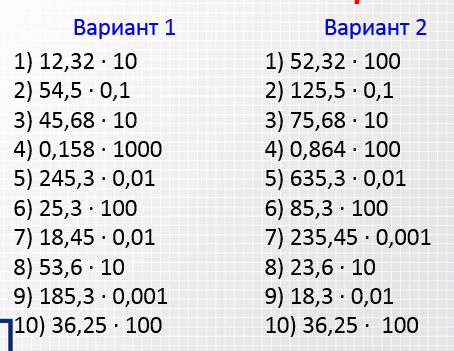 Вариант 1
1) 12,32 · 10
2) 54,5 · 0,1
3) 45,68 · 10
4) 0,158 · 1000
5) 245,3 · 0,01
6) 25,3 · 100
7) 18,45 · 0,01
8) 53,6 · 10
9) 185,3 · 0,001
10) 36,25 · 100
Вариант 2
1) 52,32 · 100
2) 125,5 · 0,1
3) 75,68 · 10
4) 0,864 · 100
5) 635,3 · 0,01
6) 85,3 · 100
7) 235,45 · 0,001
8) 23,6 · 10
9) 18,3 · 0,01
10) 36,25 · 100